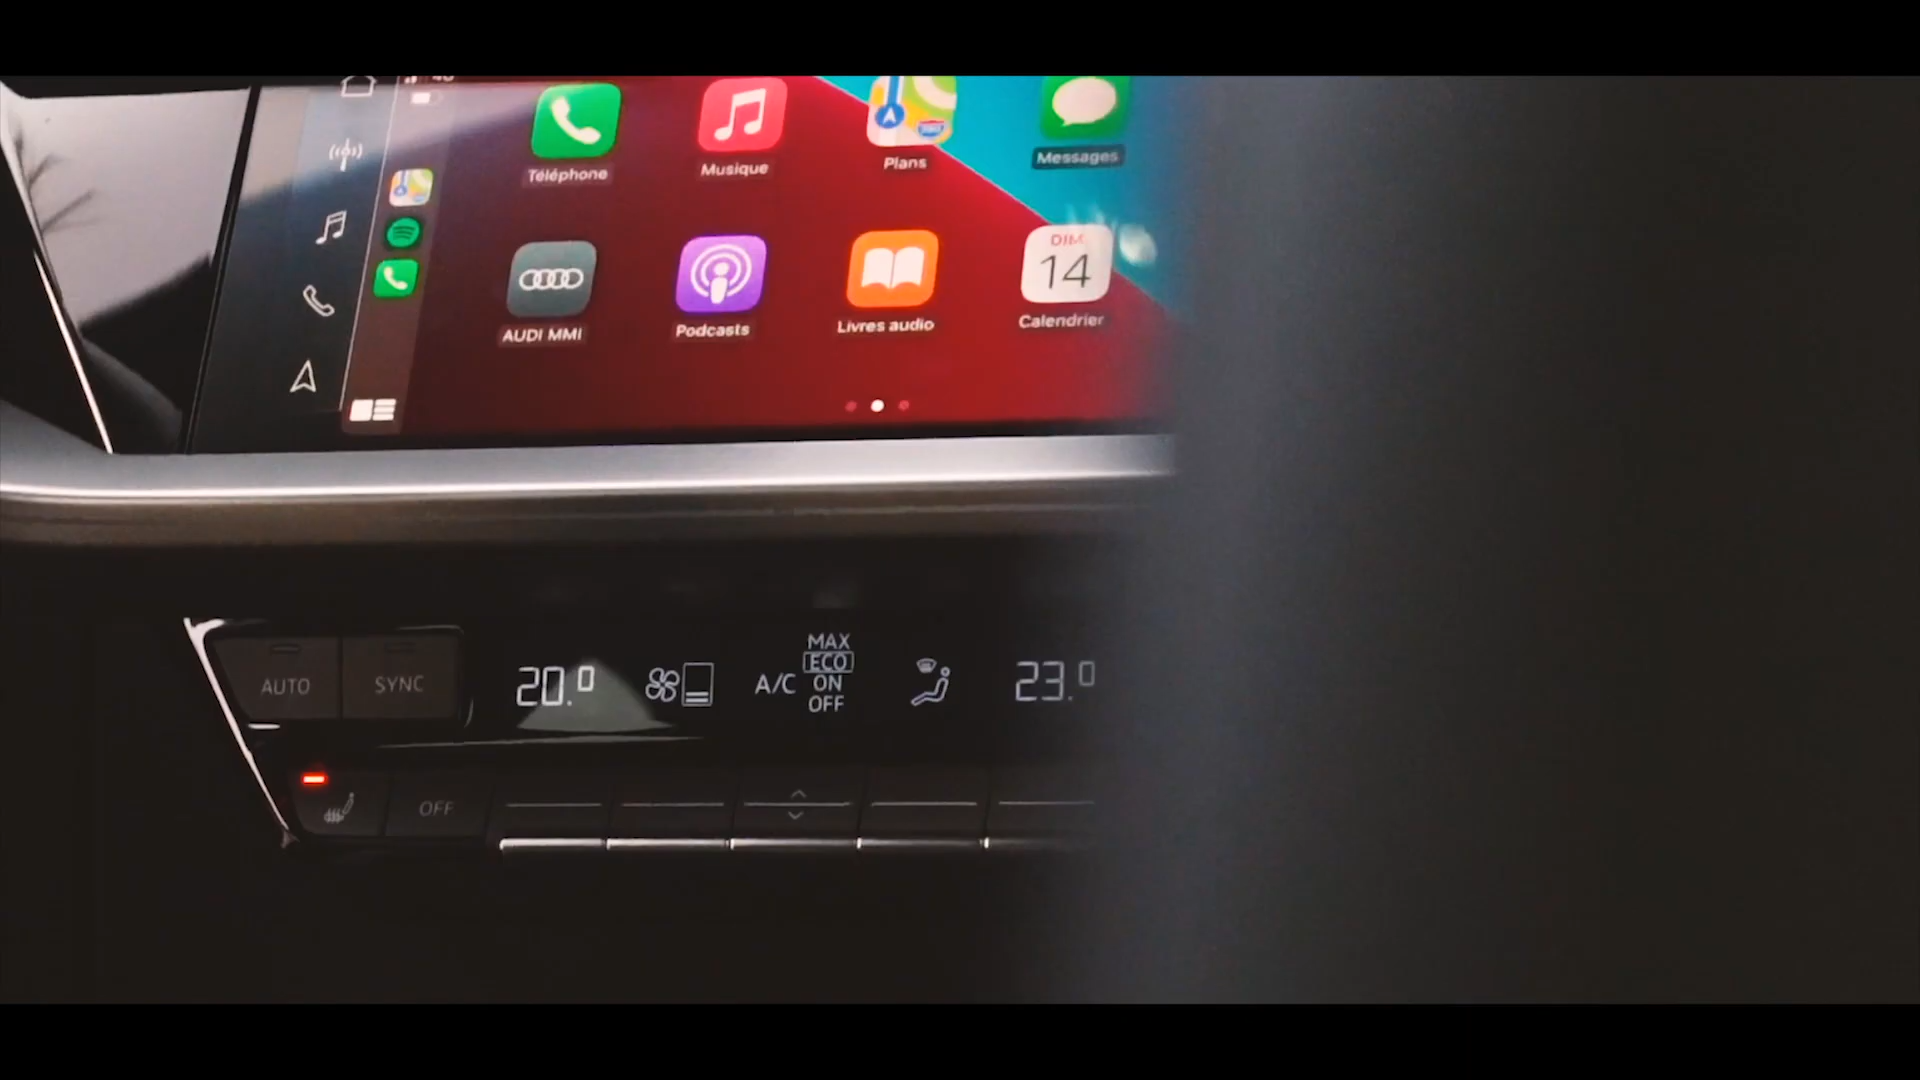 Téléphone
Musique
Plans
Messages
DIM.
14
AUDI MMI
Podcasts
Livres audio
Calendrier
AUTO
SYNC
20.0
A/C
MAX
ECO
ON
OFF
23.0
OFF